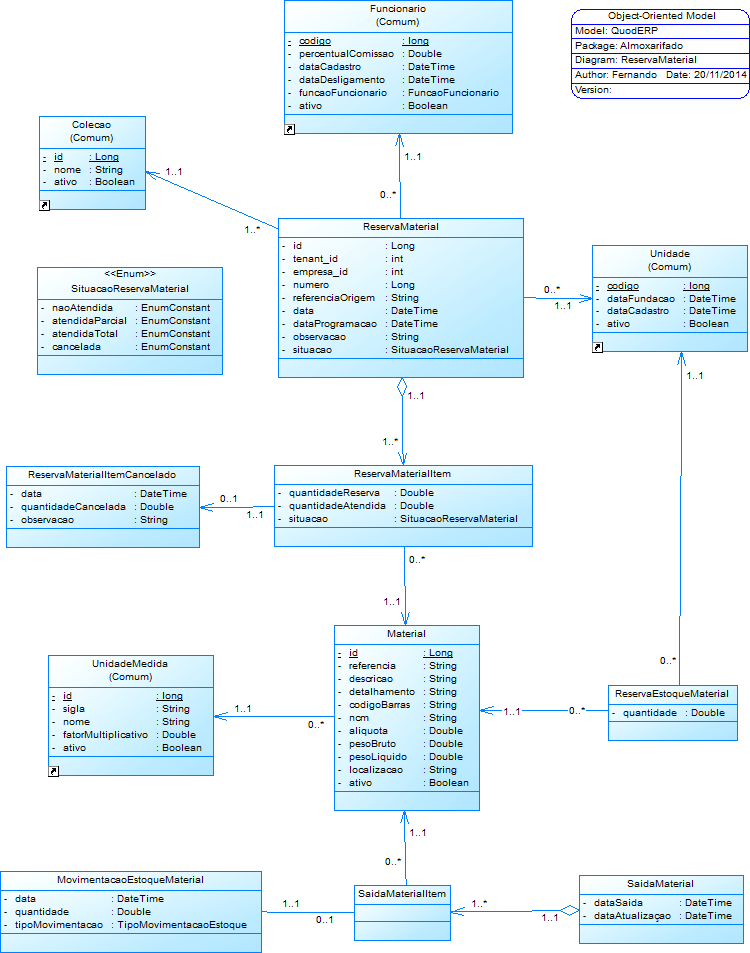 Funcionario
(Comum)
- codigo : long
- percentualComissao : Double
- dataCadastro : DateTime
- dataDesligamento : DateTime
- funcaoFuncionario : FuncaoFuncionario
- ativo : Boolean
Object-Oriented Model
Model: QuodERP
Package: Almoxarifado
Diagram: ReservaMaterial
Author: Fernando Date: 20/11/2014
Version:
Colecao
(Comum)
- id : Long
- nome : String
- ativo : Boolean
1..1
0..*
1..1
1..*
ReservaMaterial
- id : Long
- tenant_id : int
- empresa_id : int
- numero : Long
- referenciaOrigem : String
- data : DateTime
- dataProgramacao : DateTime
- observacao : String
- situacao : SituacaoReservaMaterial
<<Enum>>
SituacaoReservaMaterial
- naoAtendida : EnumConstant
- atendidaParcial : EnumConstant
- atendidaTotal : EnumConstant
- cancelada : EnumConstant
0..*
1..1
Unidade
(Comum)
- codigo : long
- dataFundacao : DateTime
- dataCadastro : DateTime
- ativo : Boolean
1..1
1..1
1..*
ReservaMaterialItemCancelado
- data : DateTime
- quantidadeCancelada : Double
- observacao : String
0..1
1..1
ReservaMaterialItem
- quantidadeReserva : Double
- quantidadeAtendida : Double
- situacao : SituacaoReservaMaterial
0..*
1..1
Material
- id : Long
- referencia : String
- descricao : String
- detalhamento : String
- codigoBarras : String
- ncm : String
- aliquota : Double
- pesoBruto : Double
- pesoLiquido : Double
- localizacao : String
- ativo : Boolean
UnidadeMedida
(Comum)
- id : long
- sigla : String
- nome : String
- fatorMultiplicativo : Double
- ativo : Boolean
1..1
0..*
0..*
ReservaEstoqueMaterial
- quantidade : Double
1..1
0..*
1..1
0..*
MovimentacaoEstoqueMaterial
- data : DateTime
- quantidade : Double
- tipoMovimentacao : TipoMovimentacaoEstoque
1..1
0..1
SaidaMaterialItem
1..*
1..1
SaidaMaterial
- dataSaida : DateTime
- dataAtualizaçao : DateTime